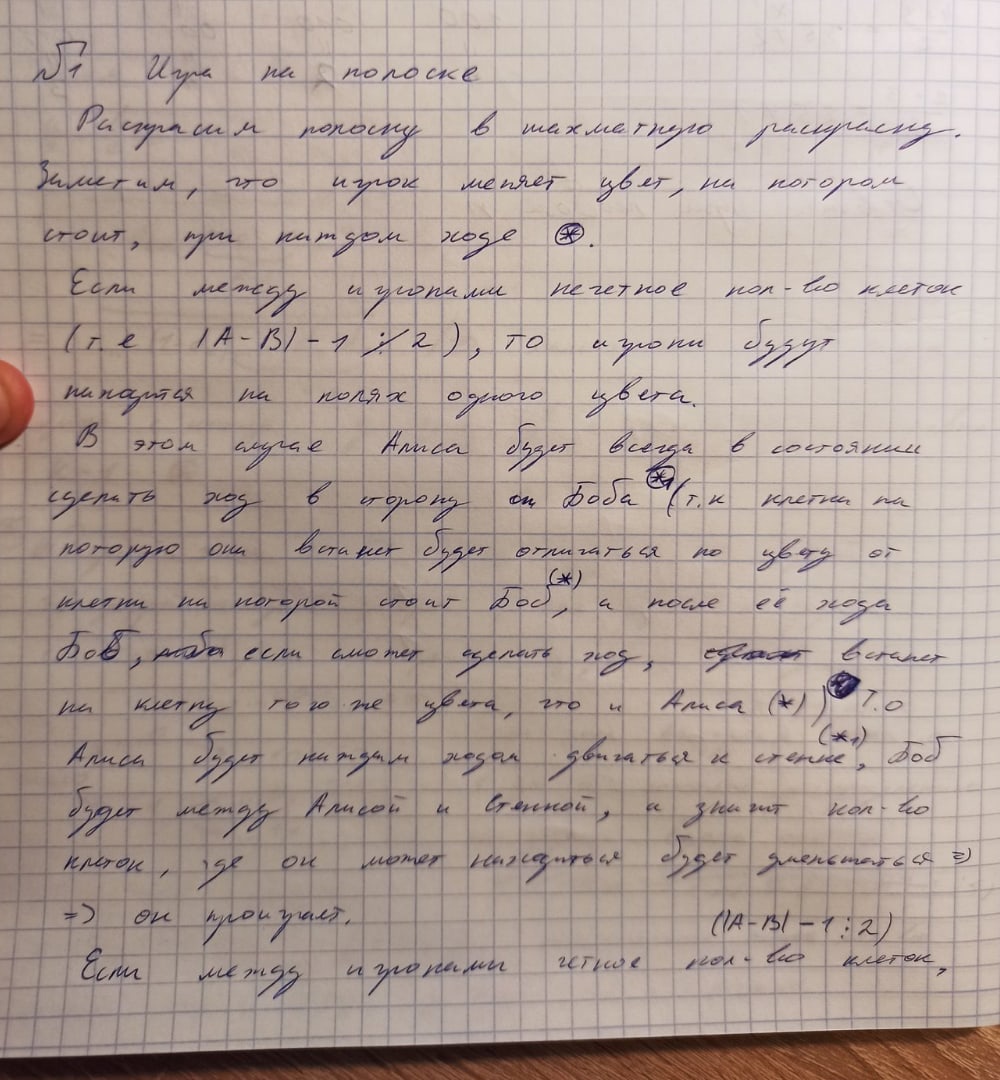 №1 Игра на полоске
Раскрасим полоску в шахматную раскраску.
Заметим, что игрок меняет цвет, на котором
стоит, при каждом ходе (*).
Если между игроками нечетное кол-во клеток
(т.е |A-B|-1 ⋮̸ 2), то игроки будут
находится на полях одного цвета.
В этом случае Алиса будет всегда в состоянии
сделать ход в сторону Боба (*1) (т.к клетка на
которую она встанет будет отличаться по цвету от
клетки на которой стоит Боб (*), а после её хода
Боб, если сможет сделать ход, встанет
на клетку того же цвета, что и Алиса (*)) Т.о
Алиса будет каждым ходом двигаться к стенке (*1), Боб
будет между Алисой и Стенкой, а значит кол-во
клеток, где он может находиться будет уменьшаться =>
=> он проиграет.
(|A-B|-1 ⋮ 2)
Если между игроками четное кол-во клеток,